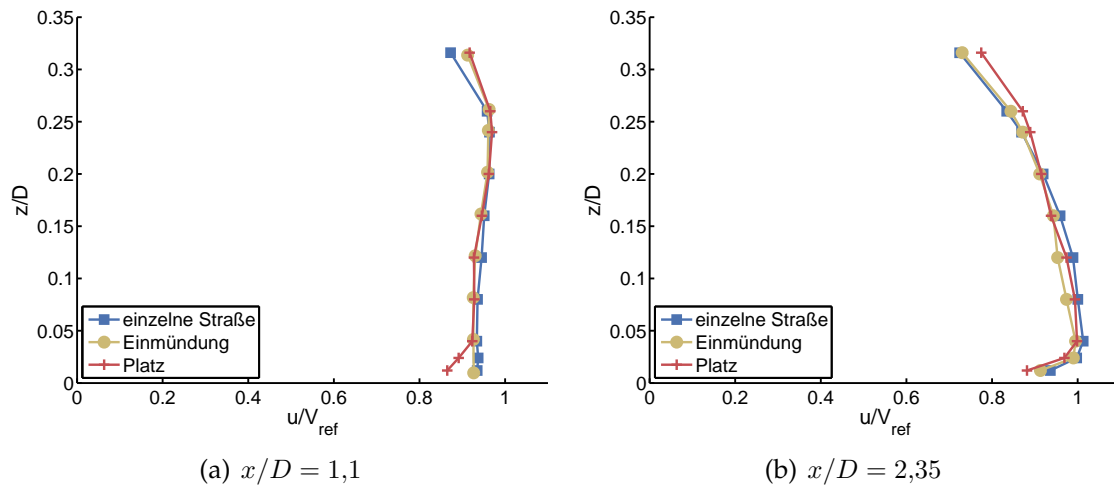 0.35
0.3
0.25
0.2
0.15
0.1
0.05
0
z/D
einzelne Straße
Einmündung
Platz
0 0.2 0.4 0.6 0.8 1
u/V_ref
(a) x/D = 1,1
0.35
0.3
0.25
0.2
0.15
0.1
0.05
0
z/D
einzelne Straße
Einmündung
Platz
0 0.2 0.4 0.6 0.8 1
u/V_ref
(b) x/D = 2,35